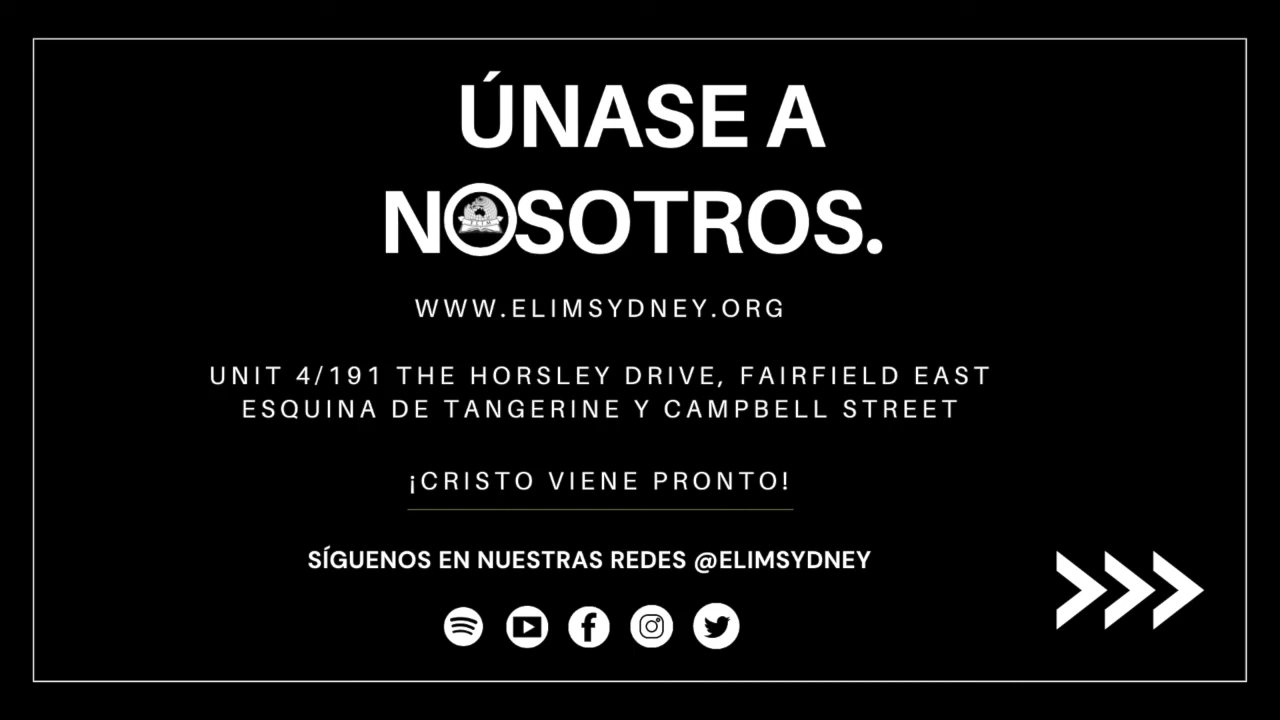 ÚNASE A
NOSOTROS.
WWW.ELIMSYDNEY.ORG
UNIT 4/191 THE HORSLEY DRIVE, FAIRFIELD EAST
ESQUINA DE TANGERINE Y CAMPBELL STREET
¡CRISTO VIENE PRONTO!
SÍGUENOS EN NUESTRAS REDES @ELIMSYDNEY